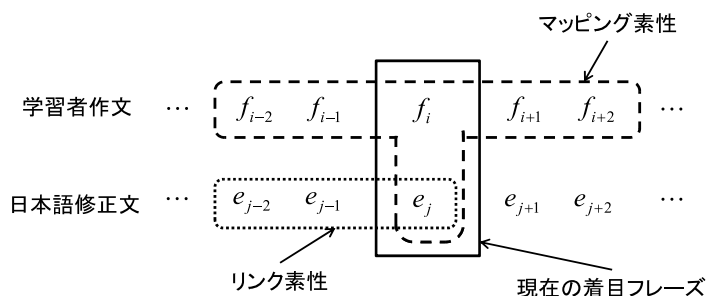 マッピング素性
学習者作文 … f_{i-2} f_{i-1} f_i f_{i+1} f_{i+2} …
日本語修正文 … e_{j-2} e_{j-1} e_j e_{j+1} e_{j+2} …
リンク素性
現在の着目フレーズ